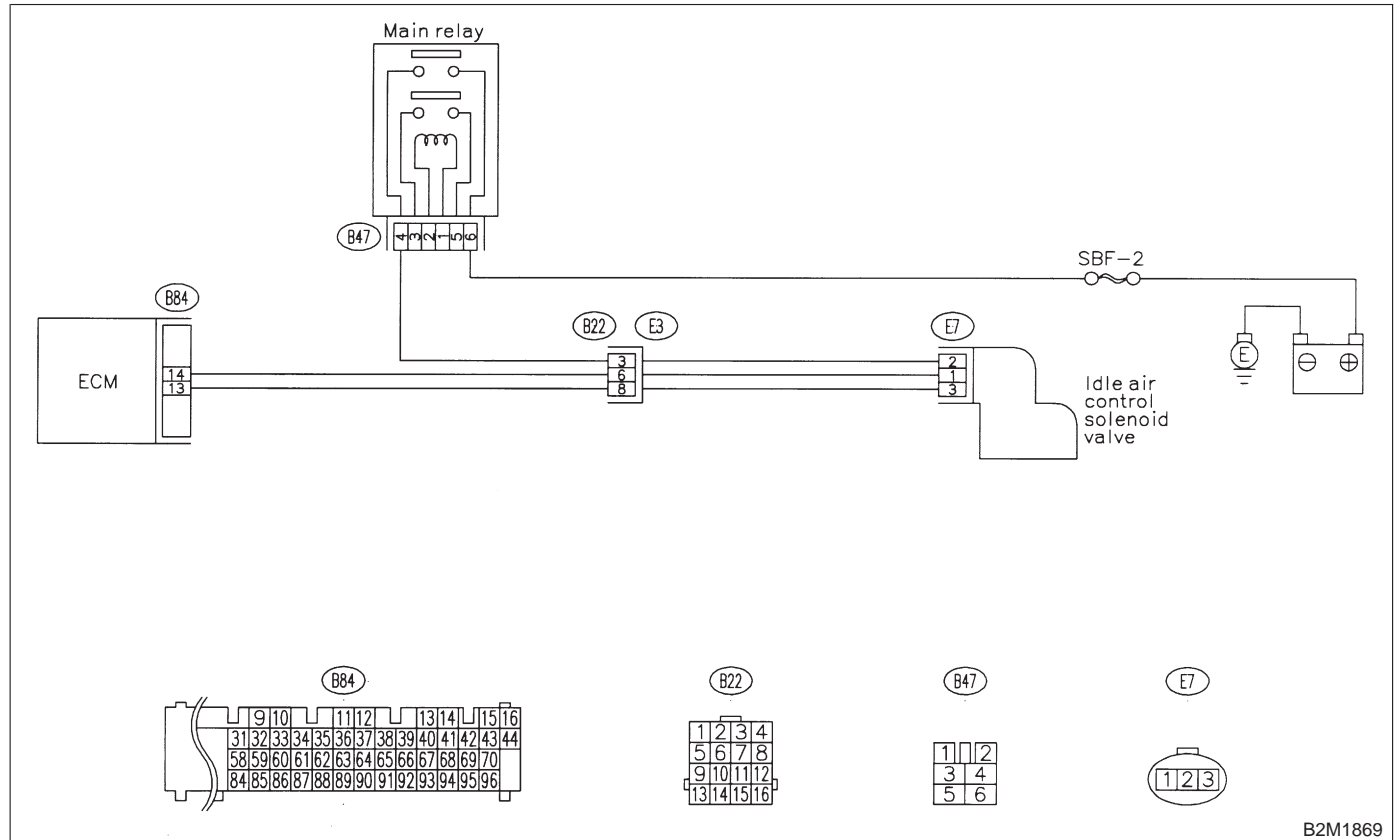 Main relay
B47
4 3 2 1 5 6
SBF-2
B84
B22 E3
E7
E
ECM
14
13
3
6
8
2
1
3
⊖ ⊕
Idle air
control
solenoid
valve
B84
9 10 11 12 13 14 15 16
31 32 33 34 35 36 37 38 39 40 41 42 43 44
58 59 60 61 62 63 64 65 66 67 68 69 70
84 85 86 87 88 89 90 91 92 93 94 95 96
B22
1 2 3 4
5 6 7 8
9 10 11 12
13 14 15 16
B47
1 2
3 4
5 6
E7
1 2 3
B2M1869